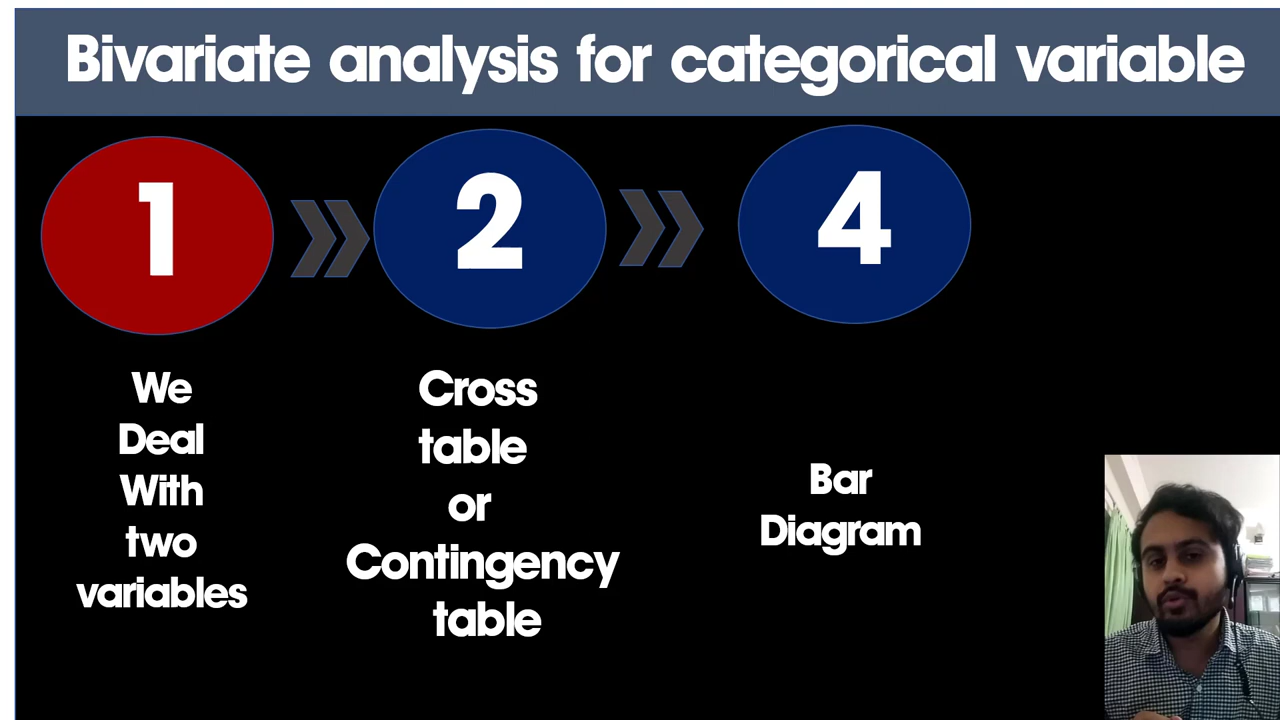 Bivariate analysis for categorical variable
1
2
4
We
Deal
With
two
variables
Cross
table
or
Contingency
table
Bar
Diagram